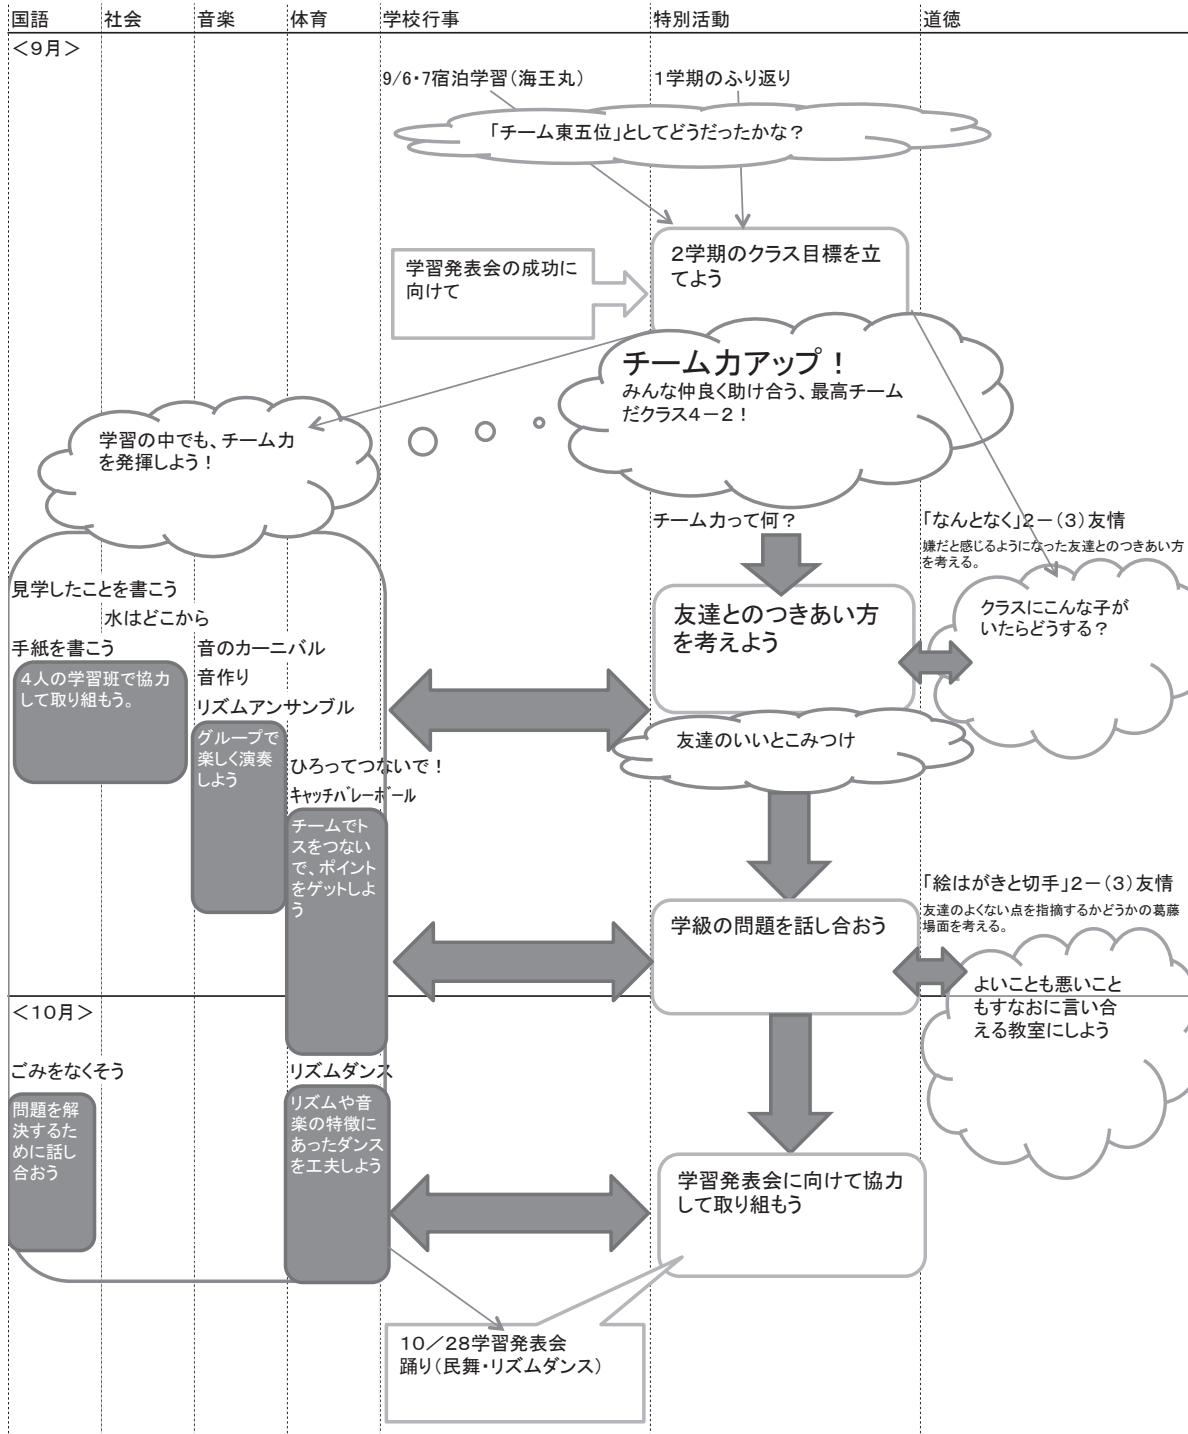 国語
社会
音楽
体育
学校行事
特別活動
道徳
<9月>
9/6・7宿泊学習(海王丸)
1学期のふり返り
「チーム東五位」としてどうだったかな?
学習発表会の成功に
向けて
2学期のクラス目標を立
てよう
チーム力アップ!
みんな仲良く助け合う、最高チーム
だクラス4-2!
学習の中でも、チーム力
を発揮しよう!
チーム力って何?
「なんとなく」2-(3)友情
嫌だと感じるようになった友達とのつきあい方
を考える。
クラスにこんな子が
いたらどうする?
友達とのつきあい方
を考えよう
見学したことを書こう
水はどこから
手紙を書こう
4人の学習班で協力
して取り組もう。
音のカーニバル
音作り
リズムアンサンブル
グループで
楽しく演奏
しよう
友達のいいとこみつけ
ひろってつないで!
キャッチバレーボール
チームでト
スをつない
で、ポイント
をゲットしよ
う
「絵はがきと切手」2-(3)友情
友達のよくない点を指摘するかどうかの葛藤
場面を考える。
学級の問題を話し合おう
よいことも悪いこと
もすなおに言い合
える教室にしよう
<10月>
ごみをなくそう
問題を解
決するた
めに話し
合おう
リズムダンス
リズムや音
楽の特徴に
あったダンス
を工夫しよう
学習発表会に向けて協力
して取り組もう
10/28学習発表会
踊り(民舞・リズムダンス)